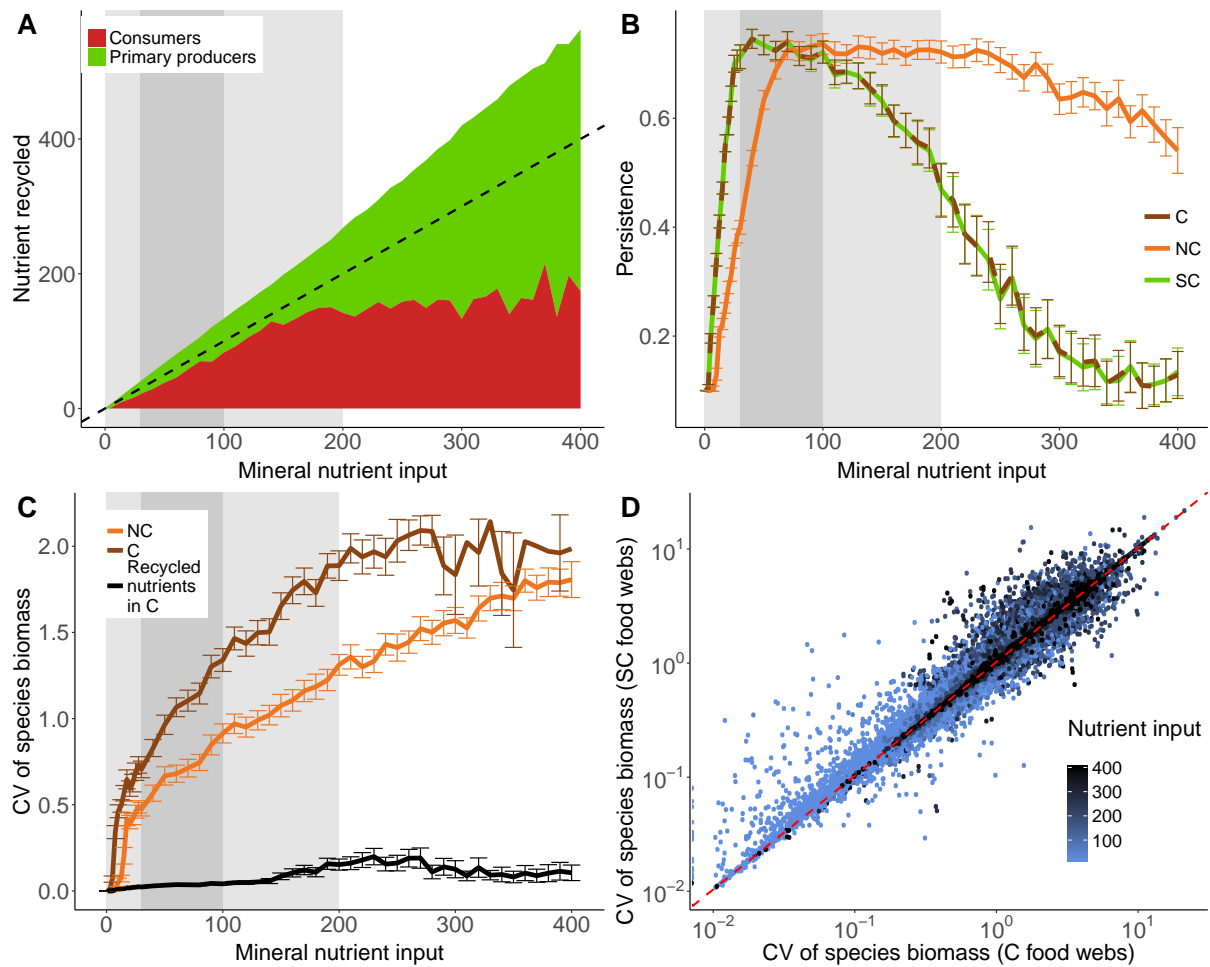 A
Consumers
Primary producers
Nutrient recycled
400
200
0
0
100
200
300
400
Mineral nutrient input
B
Persistence
0.6
0.4
0.2
C
NC
SC
0
100
200
300
400
Mineral nutrient input
C
NC
C
Recycled
nutrients
in C
CV of species biomass
2.0
1.5
1.0
0.5
0.0
0
100
200
300
400
Mineral nutrient input
D
CV of species biomass (SC food webs)
10¹
10⁰
10⁻¹
10⁻²
Nutrient input
400
300
200
100
10⁻²
10⁻¹
10⁰
10¹
CV of species biomass (C food webs)